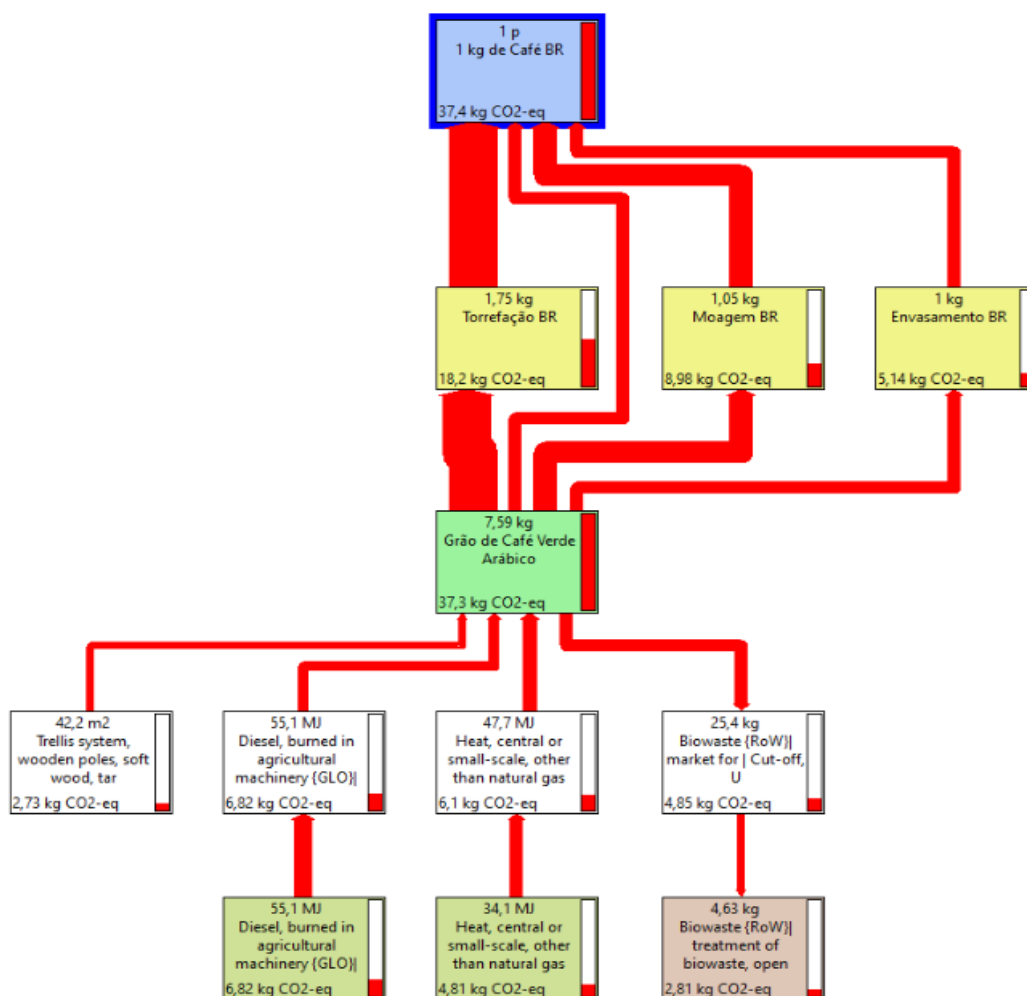 1 p
1 kg de Café BR
37,4 kg CO2-eq
1,75 kg
Torrefação BR
18,2 kg CO2-eq
1,05 kg
Moagem BR
8,98 kg CO2-eq
1 kg
Envasamento BR
5,14 kg CO2-eq
7,59 kg
Grão de Café Verde
Arábico
37,3 kg CO2-eq
42,2 m2
Trellis system,
wooden poles, soft
wood, tar
2,73 kg CO2-eq
55,1 MJ
Diesel, burned in
agricultural
machinery {GLO}|
6,82 kg CO2-eq
47,7 MJ
Heat, central or
small-scale, other
than natural gas
6,1 kg CO2-eq
25,4 kg
Biowaste {RoW}|
market for | Cut-off,
U
4,85 kg CO2-eq
55,1 MJ
Diesel, burned in
agricultural
machinery {GLO}|
6,82 kg CO2-eq
34,1 MJ
Heat, central or
small-scale, other
than natural gas
4,81 kg CO2-eq
4,63 kg
Biowaste {RoW}|
treatment of
biowaste, open
2,81 kg CO2-eq